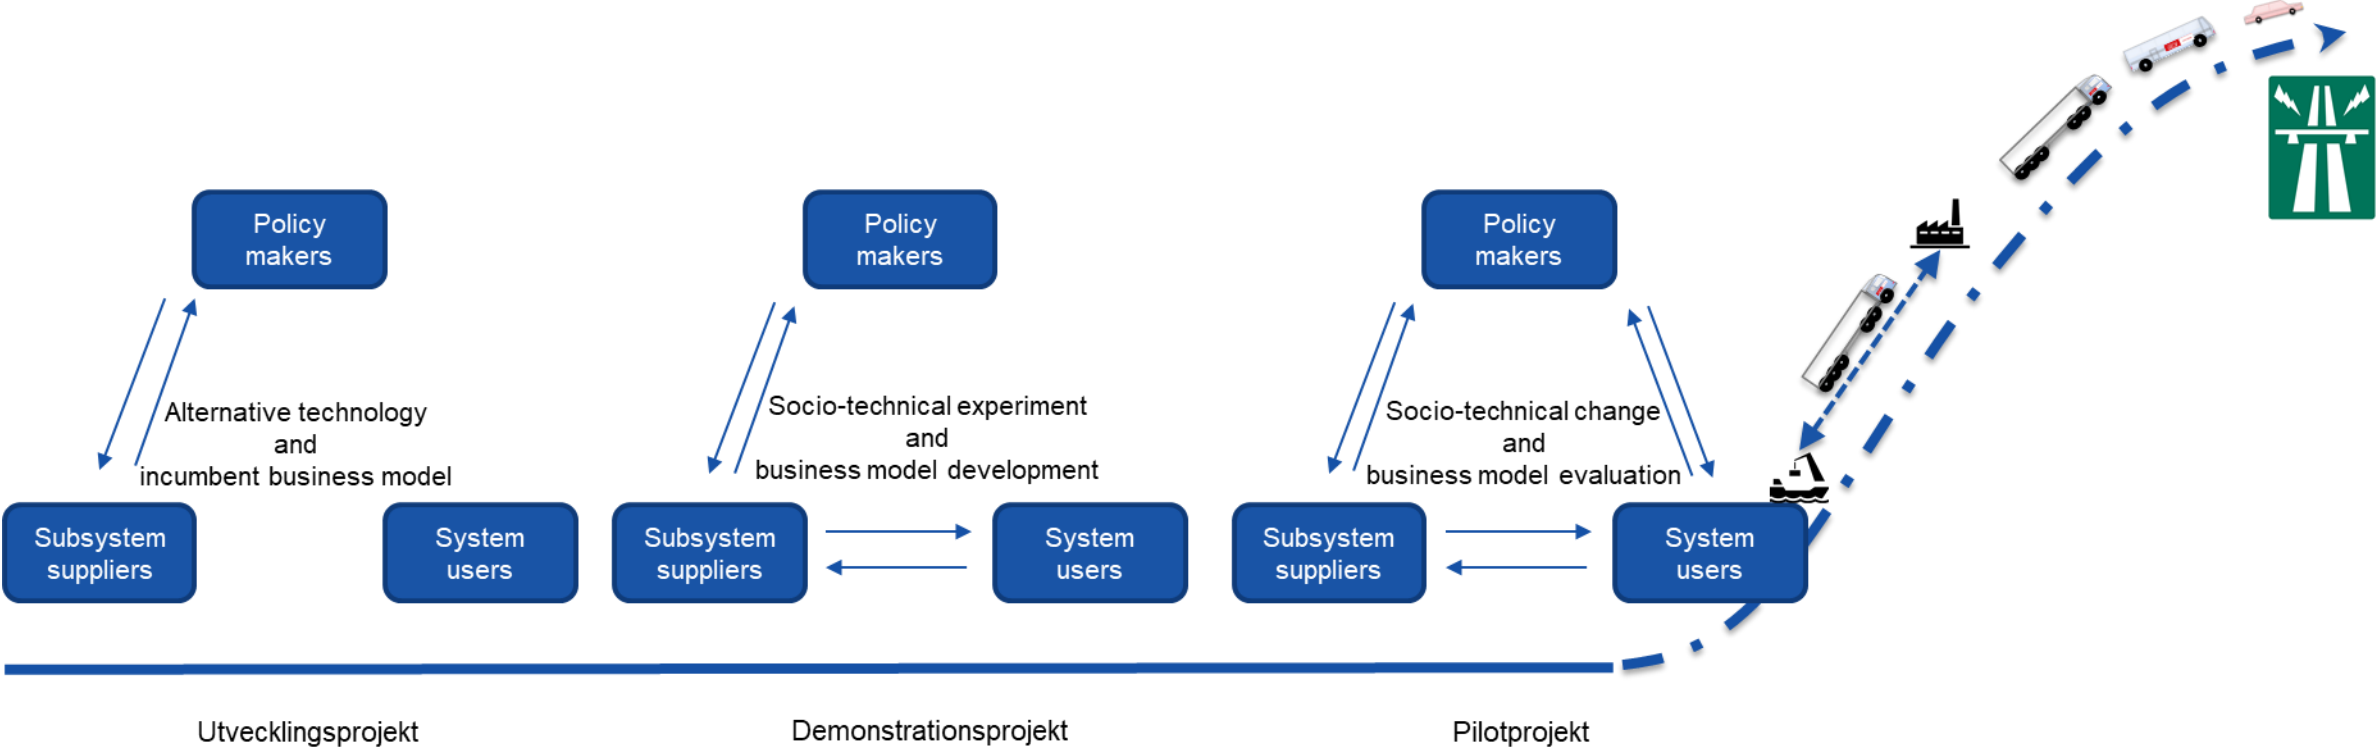 Policy
makers
Alternative technology
and
incumbent business model
Subsystem
suppliers
System
users
Utvecklingsprojekt
Policy
makers
Socio-technical experiment
and
business model development
Subsystem
suppliers
System
users
Demonstrationsprojekt
Policy
makers
Socio-technical change
and
business model evaluation
Subsystem
suppliers
System
users
Pilotprojekt